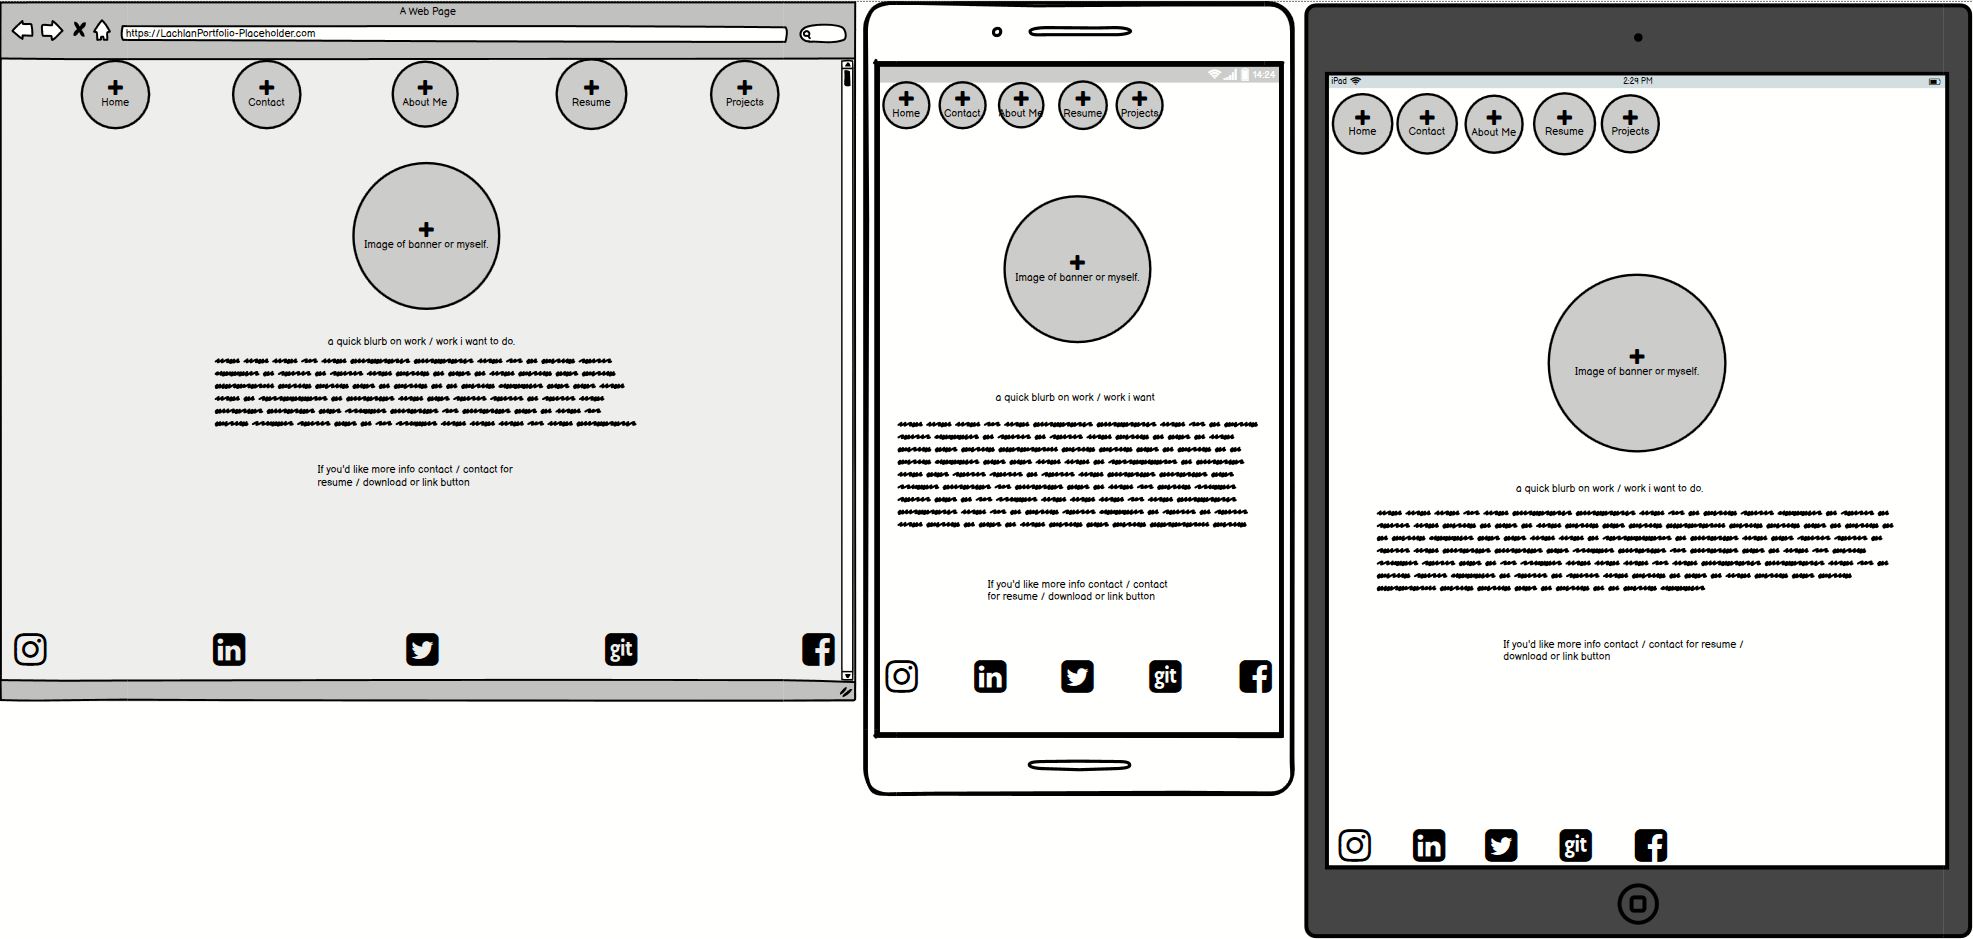 A Web Page
https://LachlanPortfolio-Placeholder.com
Home
Contact
About Me
Resume
Projects
Image of banner or myself.
a quick blurb on work / work i want to do.
If you'd like more info contact / contact for
resume / download or link button
in
git
14:24
Home
Contact
About Me
Resume
Projects
Image of banner or myself.
a quick blurb on work / work i want
If you'd like more info contact / contact
for resume / download or link button
in
git
iPad
2:29 PM
Home
Contact
About Me
Resume
Projects
Image of banner or myself.
a quick blurb on work / work i want to do.
If you'd like more info contact / contact for resume /
download or link button
in
git